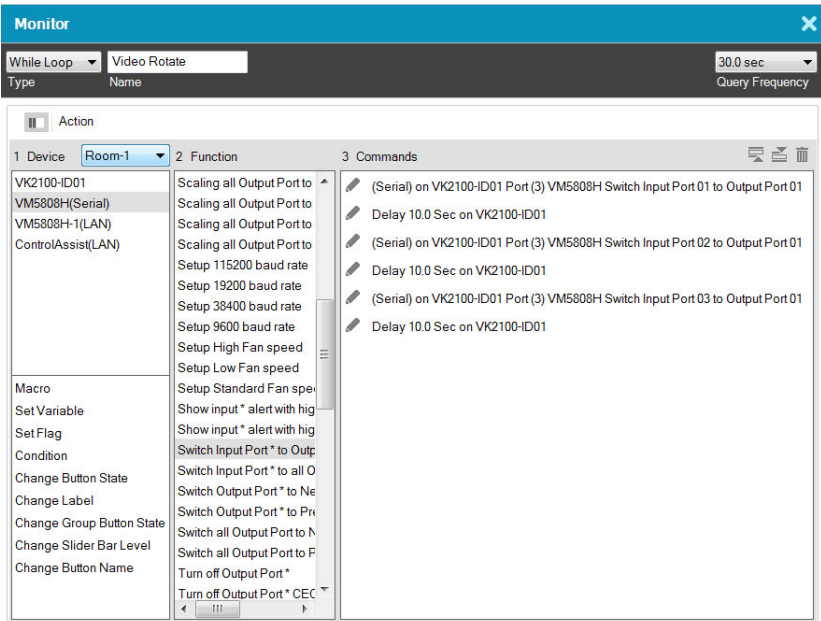 Monitor
While Loop
Video Rotate
30.0 sec
Type
Name
Query Frequency
Action
1 Device
Room-1
2 Function
3 Commands
VK2100-ID01
VM5808H(Serial)
VM5808H-1(LAN)
ControlAssist(LAN)
Macro
Set Variable
Set Flag
Condition
Change Button State
Change Label
Change Group Button State
Change Slider Bar Level
Change Button Name
Scaling all Output Port to
Scaling all Output Port to
Scaling all Output Port to
Scaling all Output Port to
Setup 115200 baud rate
Setup 19200 baud rate
Setup 38400 baud rate
Setup 9600 baud rate
Setup High Fan speed
Setup Low Fan speed
Setup Standard Fan spe
Show input * alert with hig
Show input * alert with hig
Switch Input Port * to Outp
Switch Input Port * to all O
Switch Output Port * to Ne
Switch Output Port * to Pre
Switch all Output Port to N
Switch all Output Port to P
Turn off Output Port *
Turn off Output Port * CEC
(Serial) on VK2100-ID01 Port (3) VM5808H Switch Input Port 01 to Output Port 01
Delay 10.0 Sec on VK2100-ID01
(Serial) on VK2100-ID01 Port (3) VM5808H Switch Input Port 02 to Output Port 01
Delay 10.0 Sec on VK2100-ID01
(Serial) on VK2100-ID01 Port (3) VM5808H Switch Input Port 03 to Output Port 01
Delay 10.0 Sec on VK2100-ID01